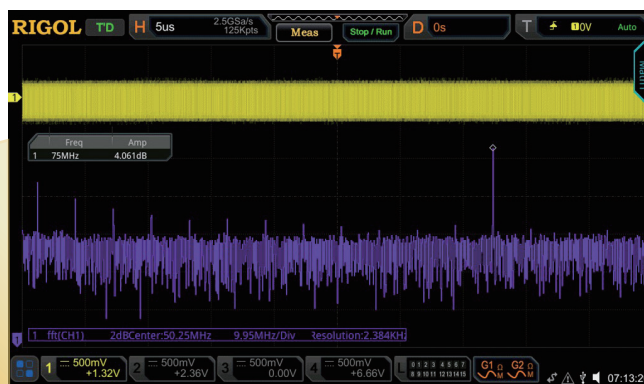 RIGOL T'D H 5us 2.5GSa/s 125Kpts Meas Stop / Run D 0s T 1 0V Auto
T
1
Freq Amp
1 75MHz 4.061dB
1 fft(CH1) 2dB Center:50.25MHz 9.95MHz/Div Resolution:2.384KHz
1 500mV +1.32V 2 500mV +2.36V 3 500mV 0.00V 4 500mV +6.66V L 0 1 2 3 4 5 6 7 8 9 10 11 12 13 14 15 G1 Ω M G2 Ω M 07:13:2